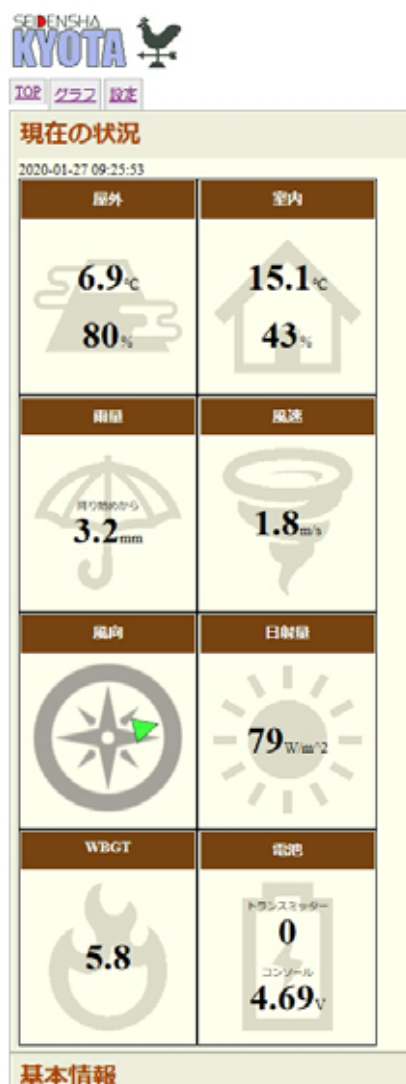 SEIDENSHA
KYOTA
TOP グラフ 設定
現在の状況
2020-01-27 09:25:53
屋外 室内
6.9℃ 15.1℃
80% 43%
雨量 風速
降り始めから
3.2mm 1.8m/s
風向 日射量
79W/m^2
WBGT 電池
トランスミッター
0
5.8
コンソール
4.69V
基本情報